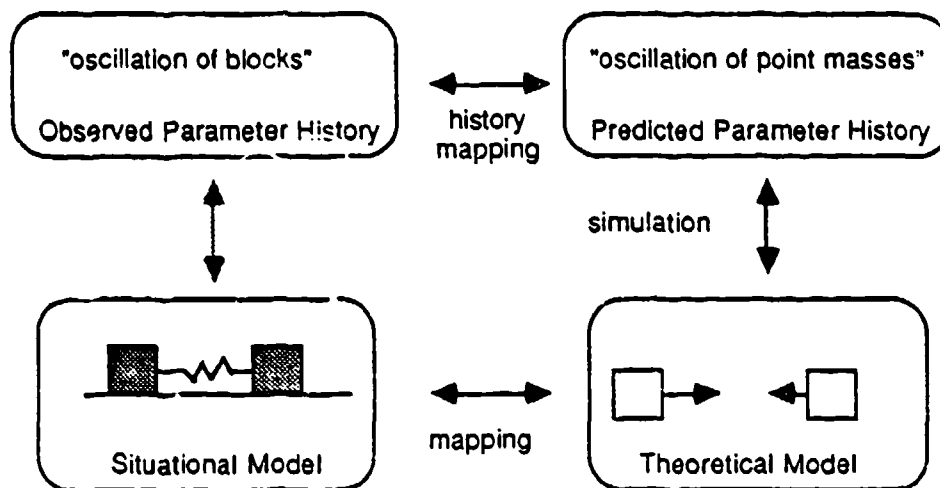 "oscillation of blocks"
Observed Parameter History
history
mapping
"oscillation of point masses"
Predicted Parameter History
simulation
Situational Model
mapping
Theoretical Model